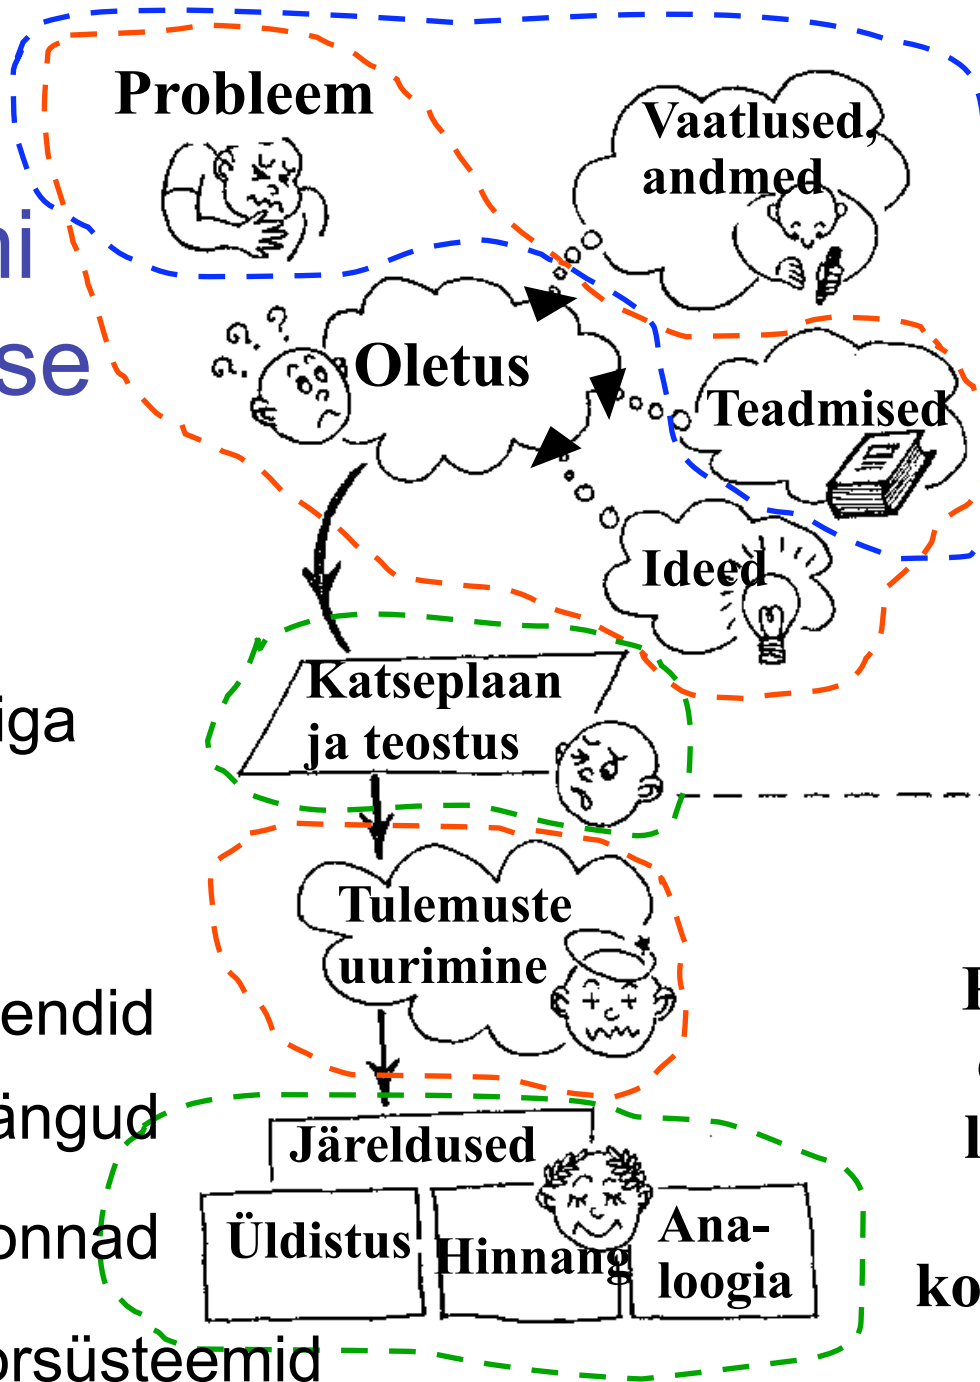 Probleem
Vaatlused,
andmed
ni
se
? ? ? ?
Oletus
Teadmised
Ideed
Katseplaan
ja teostus
iga
Tulemuste
uurimine
endid
ängud
Järeldused
l
onnad
Üldistus
Hinnang
Ana-
loogia
ko
orsüsteemid